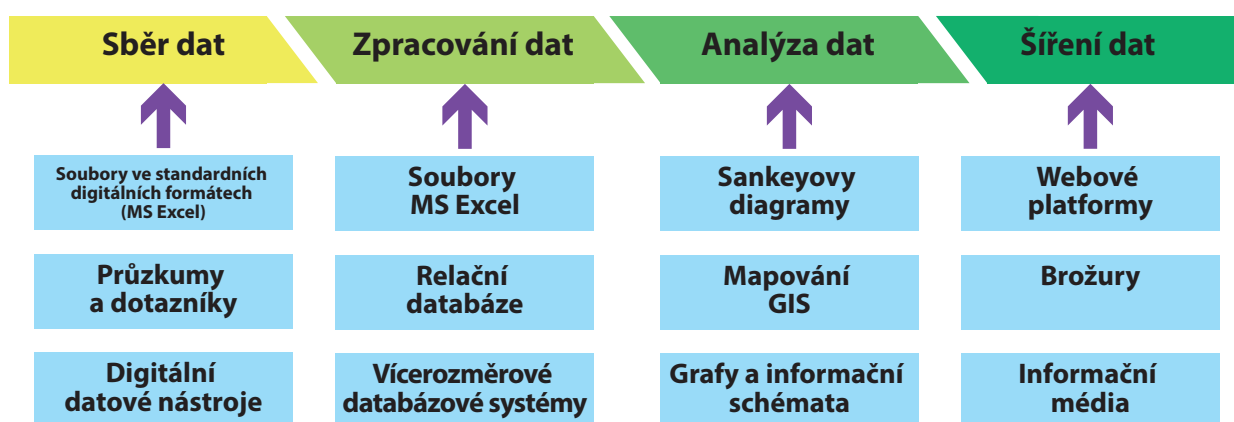 Sběr dat
Zpracování dat
Analýza dat
Šíření dat
Soubory ve standardních
digitálních formátech
(MS Excel)
Soubory
MS Excel
Sankeyovy
diagramy
Webové
platformy
Průzkumy
a dotazníky
Relační
databáze
Mapování
GIS
Brožury
Digitální
datové nástroje
Vícerozměrové
databázové systémy
Grafy a informační
schémata
Informační
média